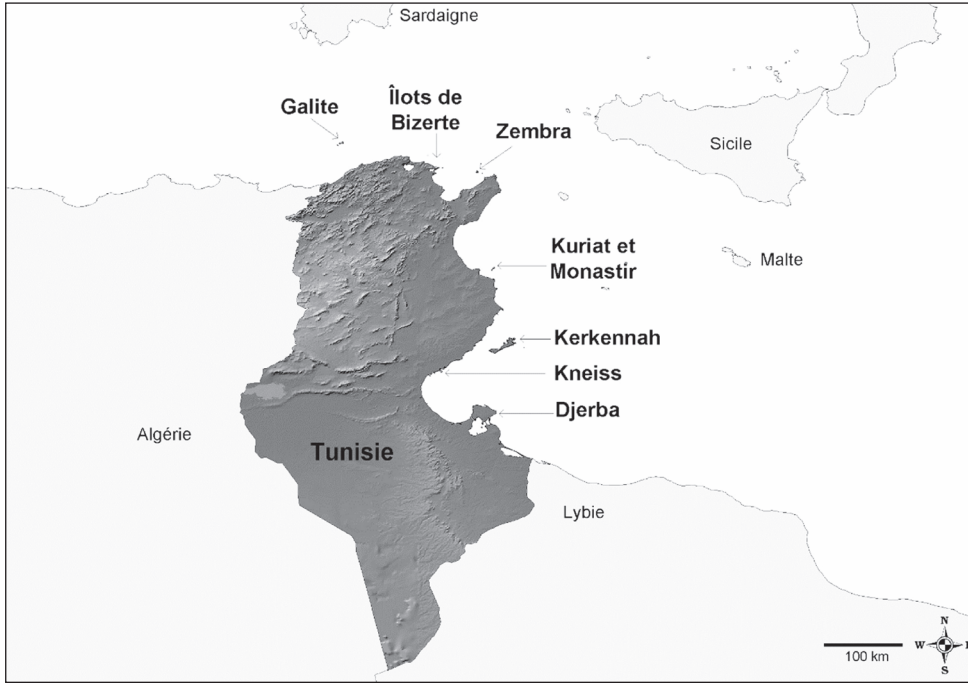 Sardaigne
Galite
Îlots de
Bizerte
Zembra
Sicile
Kuriat et
Monastir
Malte
Kerkennah
Kneiss
Djerba
Algérie
Tunisie
Lybie
100 km
N
W
E
S